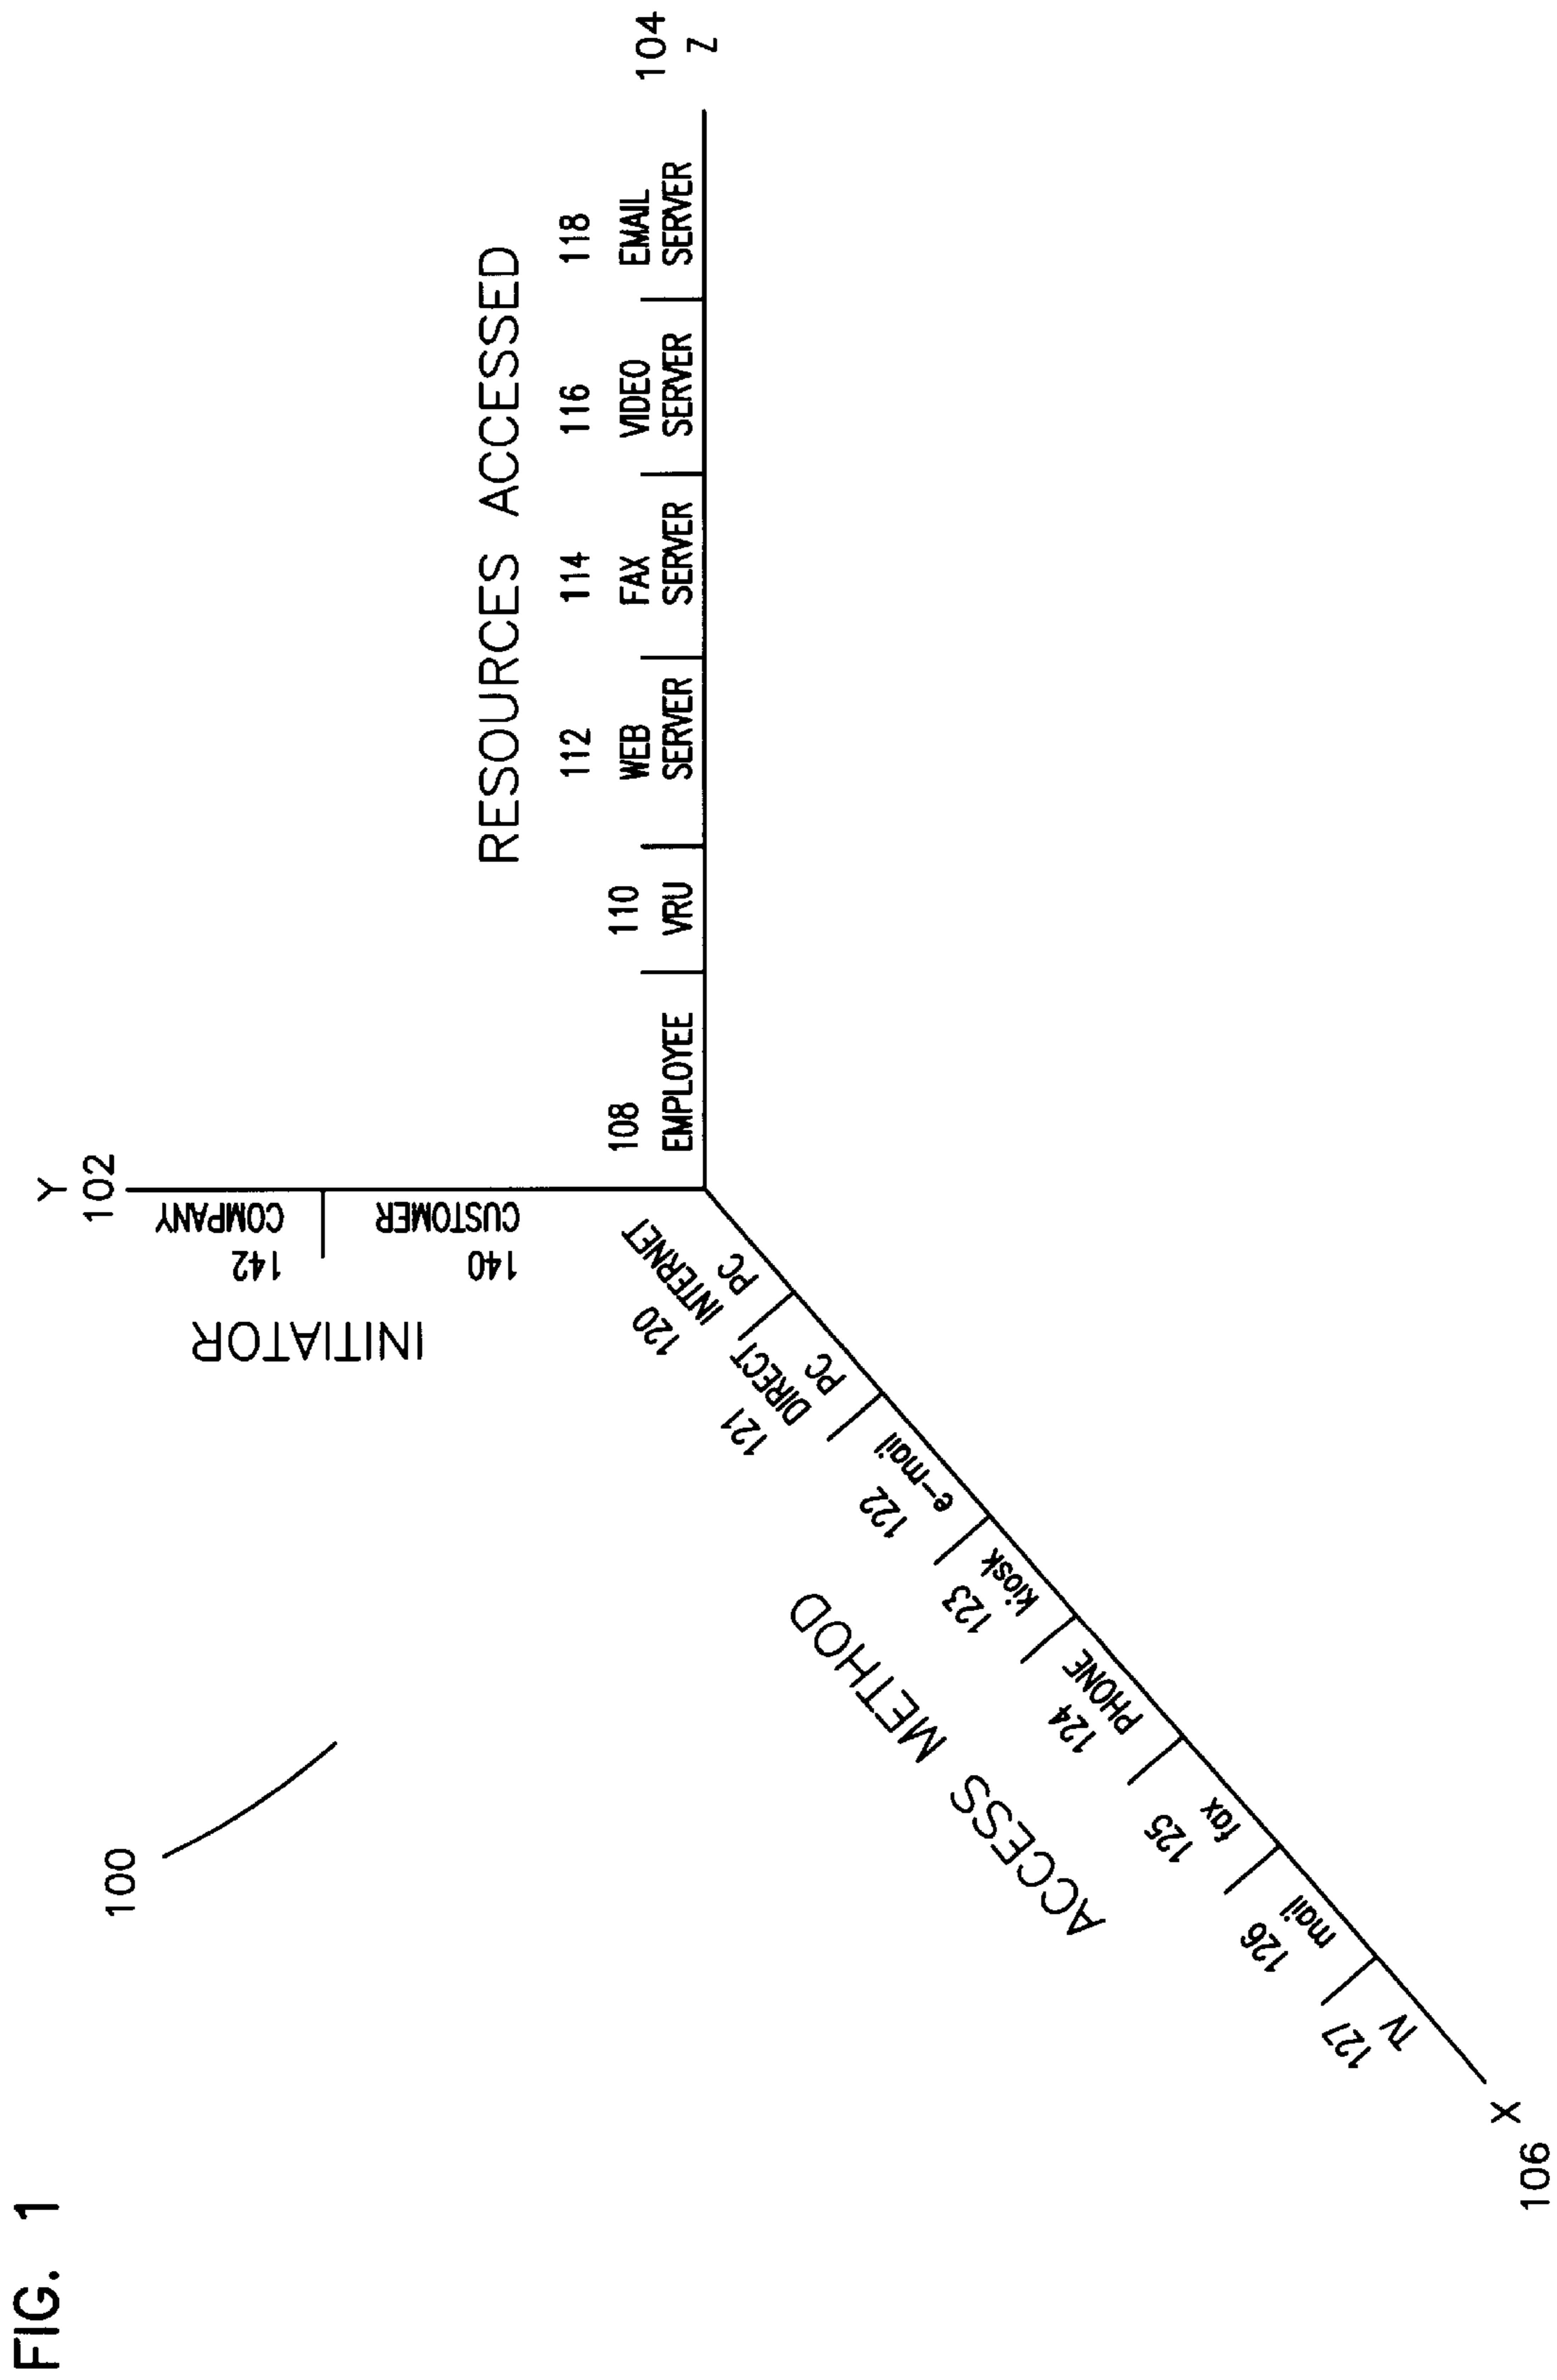 FIG. 1
100
Y
102
INITIATOR
142
COMPANY
140
CUSTOMER
RESOURCES ACCESSED
108
EMPLOYEE
110
VRU
112
WEB
SERVER
114
FAX
SERVER
116
VIDEO
SERVER
118
EMAIL
SERVER
104
Z
ACCESS METHOD
120
INTERNET
PC
121
DIRECT
PC
122
e-mail
123
kiosk
124
PHONE
125
fax
126
mail
127
TV
X
106